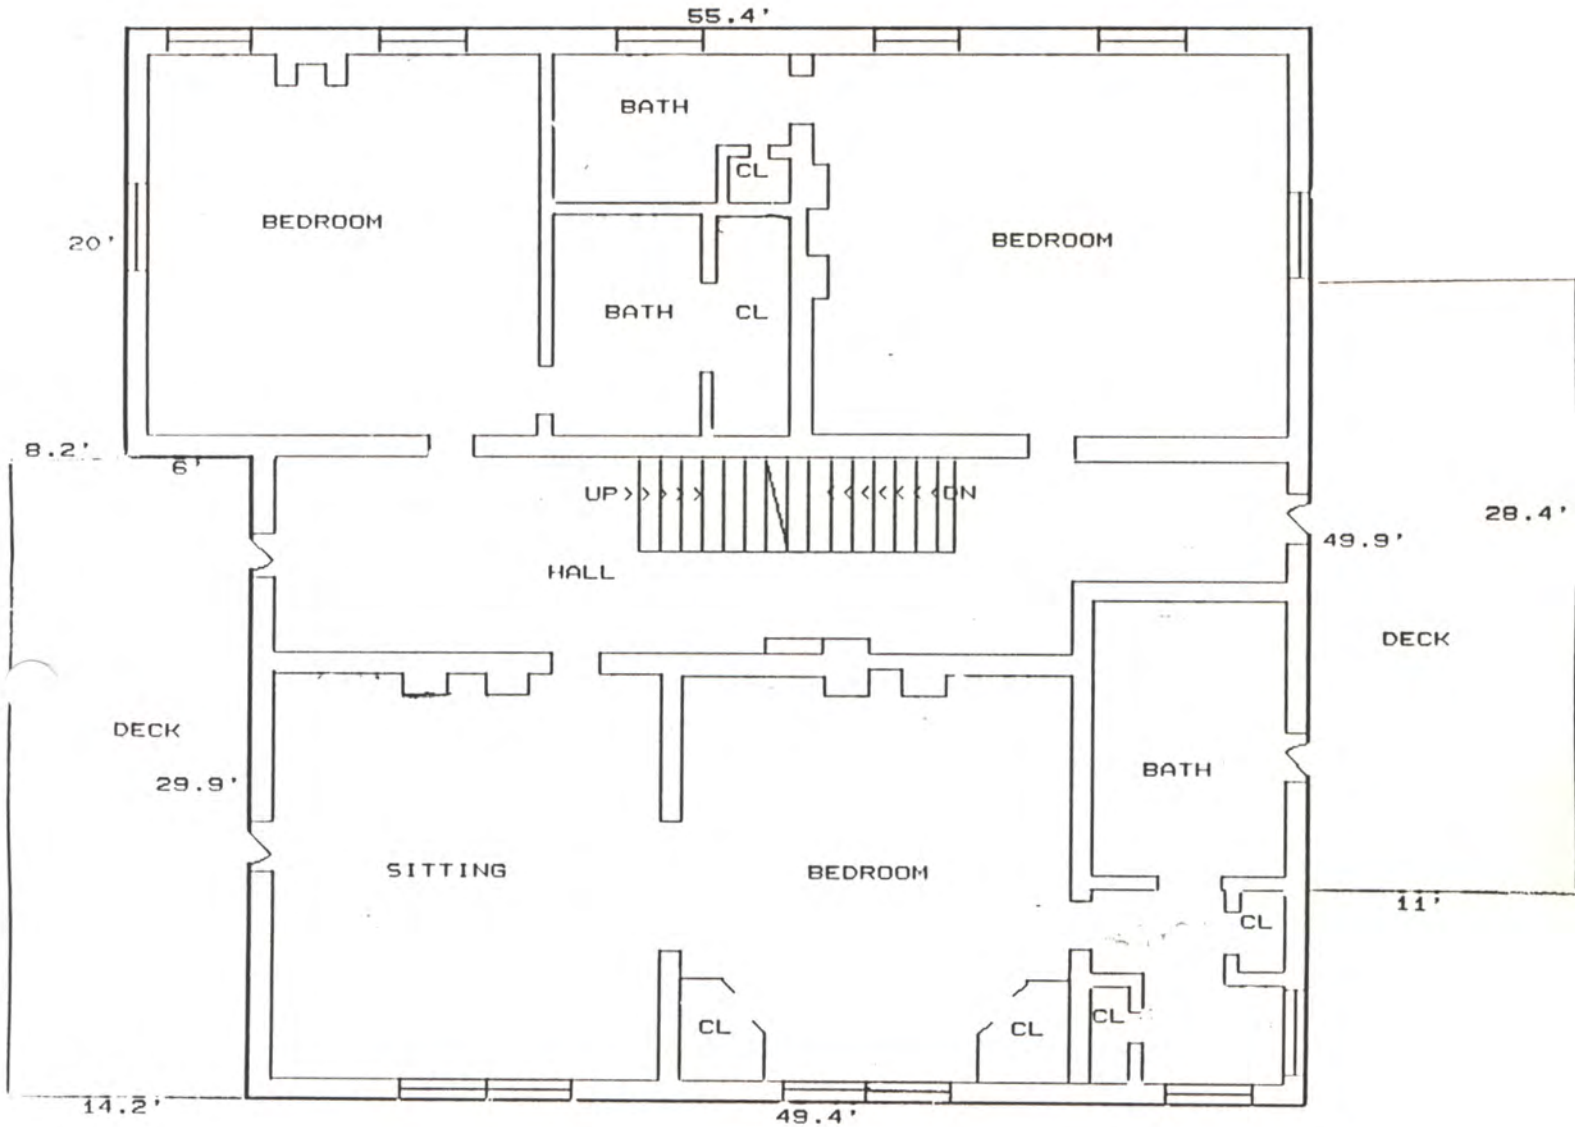 55.4'
BATH
CL
BEDROOM
20'
BEDROOM
BATH
CL
8.2'
6'
UP>>>>>
<<<<<<DN
28.4'
49.9'
HALL
DECK
DECK
29.9'
BATH
SITTING
BEDROOM
11'
CL
CL
CL
CL
14.2'
49.4'